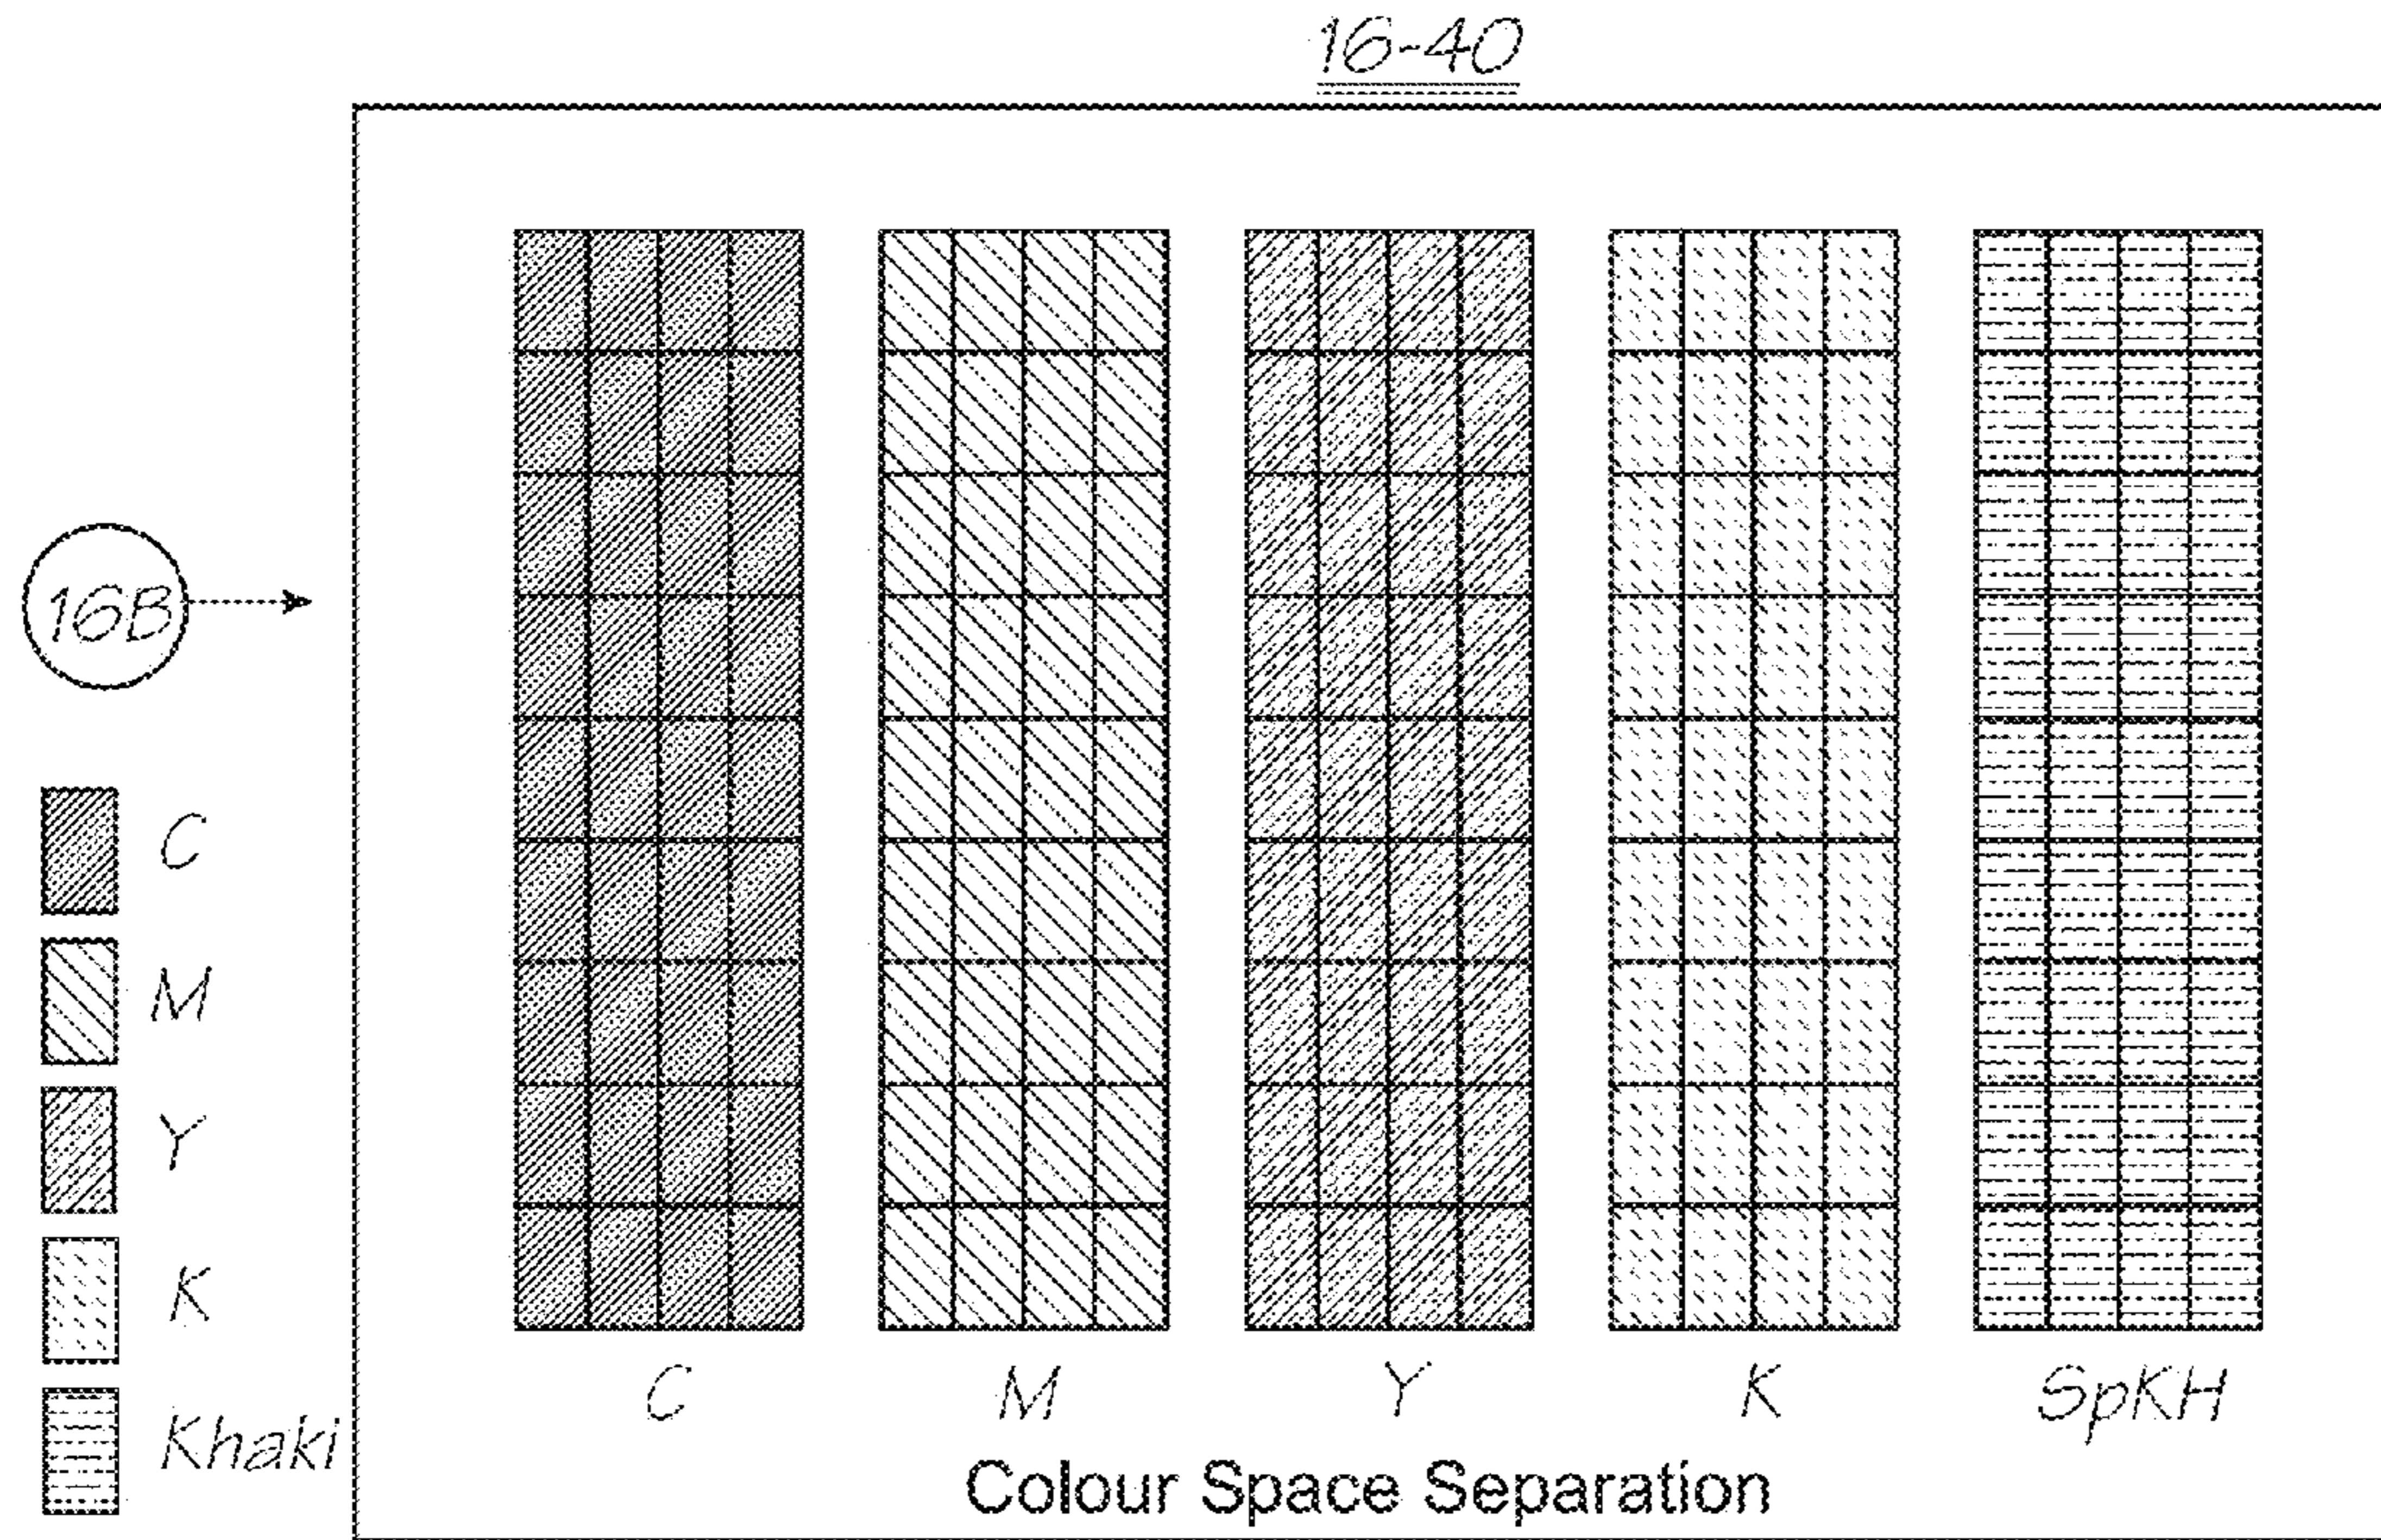 16-40
16B
C
M
Y
K
Khaki
C M Y K SpKH
Colour Space Separation